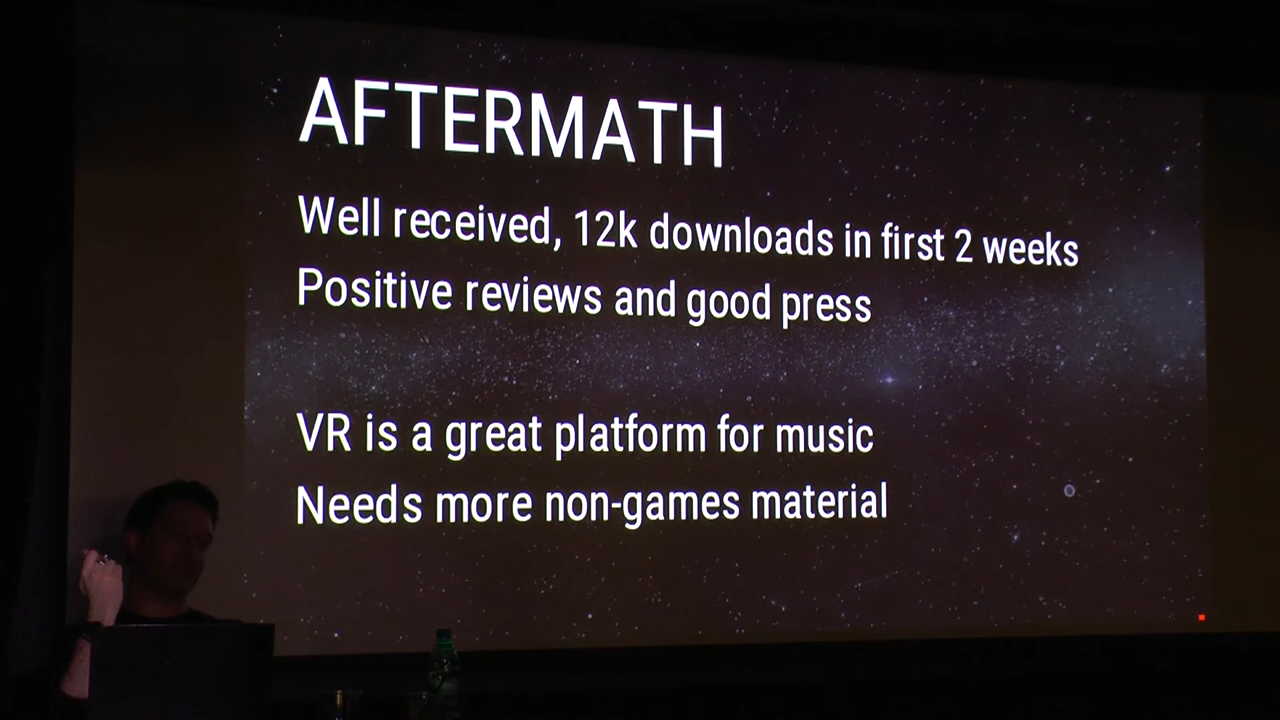 AFTERMATH
Well received, 12k downloads in first 2 weeks
Positive reviews and good press
VR is a great platform for music
Needs more non-games material